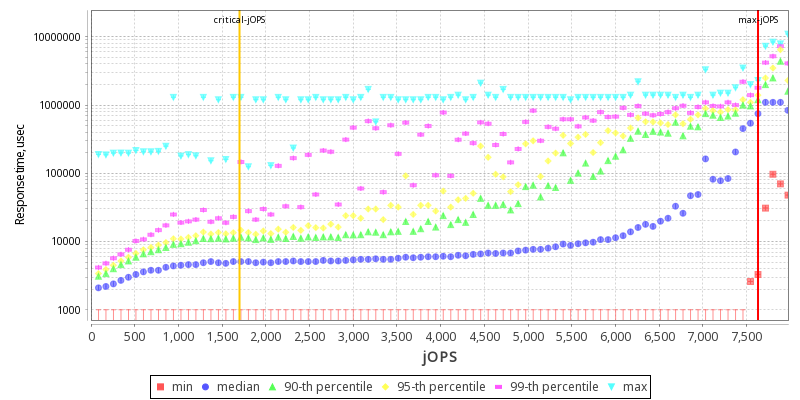 critical-jOPS max-jOPS
10000000
1000000
100000
10000
1000
Response time, usec
0 500 1,000 1,500 2,000 2,500 3,000 3,500 4,000 4,500 5,000 5,500 6,000 6,500 7,000 7,500
jOPS
min median 90-th percentile 95-th percentile 99-th percentile max